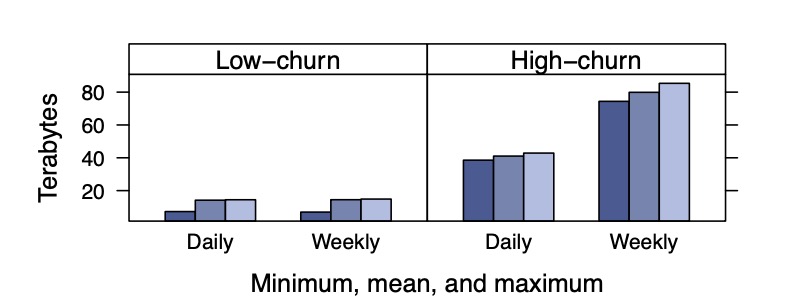 Low−churn High−churn
Terabytes
80
60
40
20
Daily Weekly Daily Weekly
Minimum, mean, and maximum